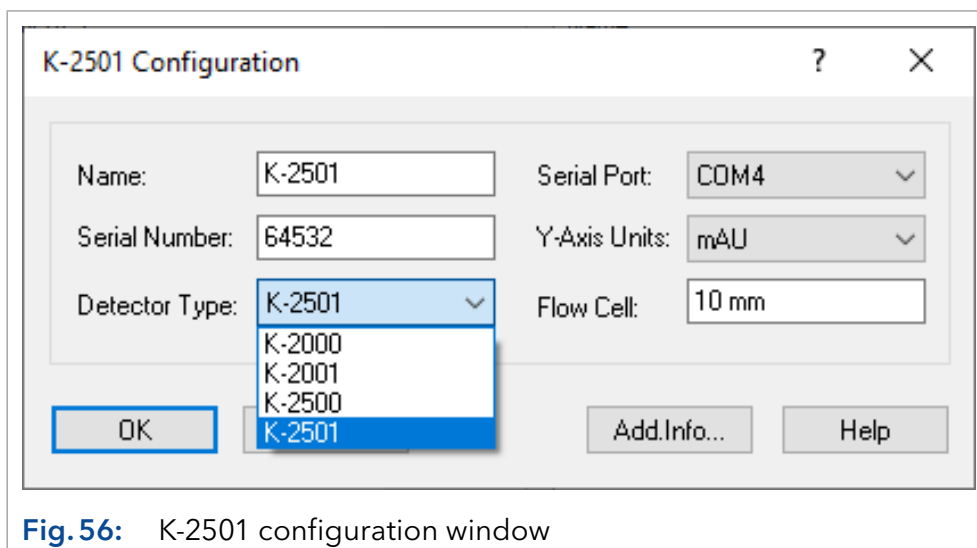 K-2501 Configuration ? X
Name: K-2501 Serial Port: COM4
Serial Number: 64532 Y-Axis Units: mAU
Detector Type: K-2501 Flow Cell: 10 mm
K-2000
K-2001
K-2500
K-2501
OK Add.Info... Help
Fig. 56: K-2501 configuration window